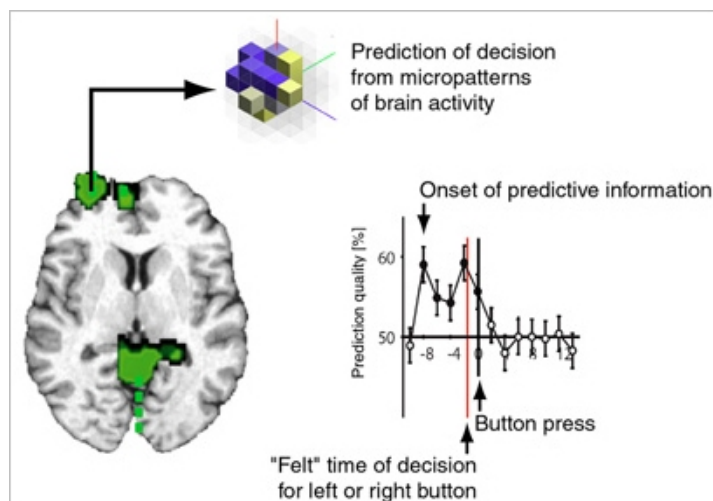 Prediction of decision
from micropatterns
of brain activity
Onset of predictive information
Prediction quality [%]
60
50
-8
-4
0
8
12
Button press
"Felt" time of decision
for left or right button